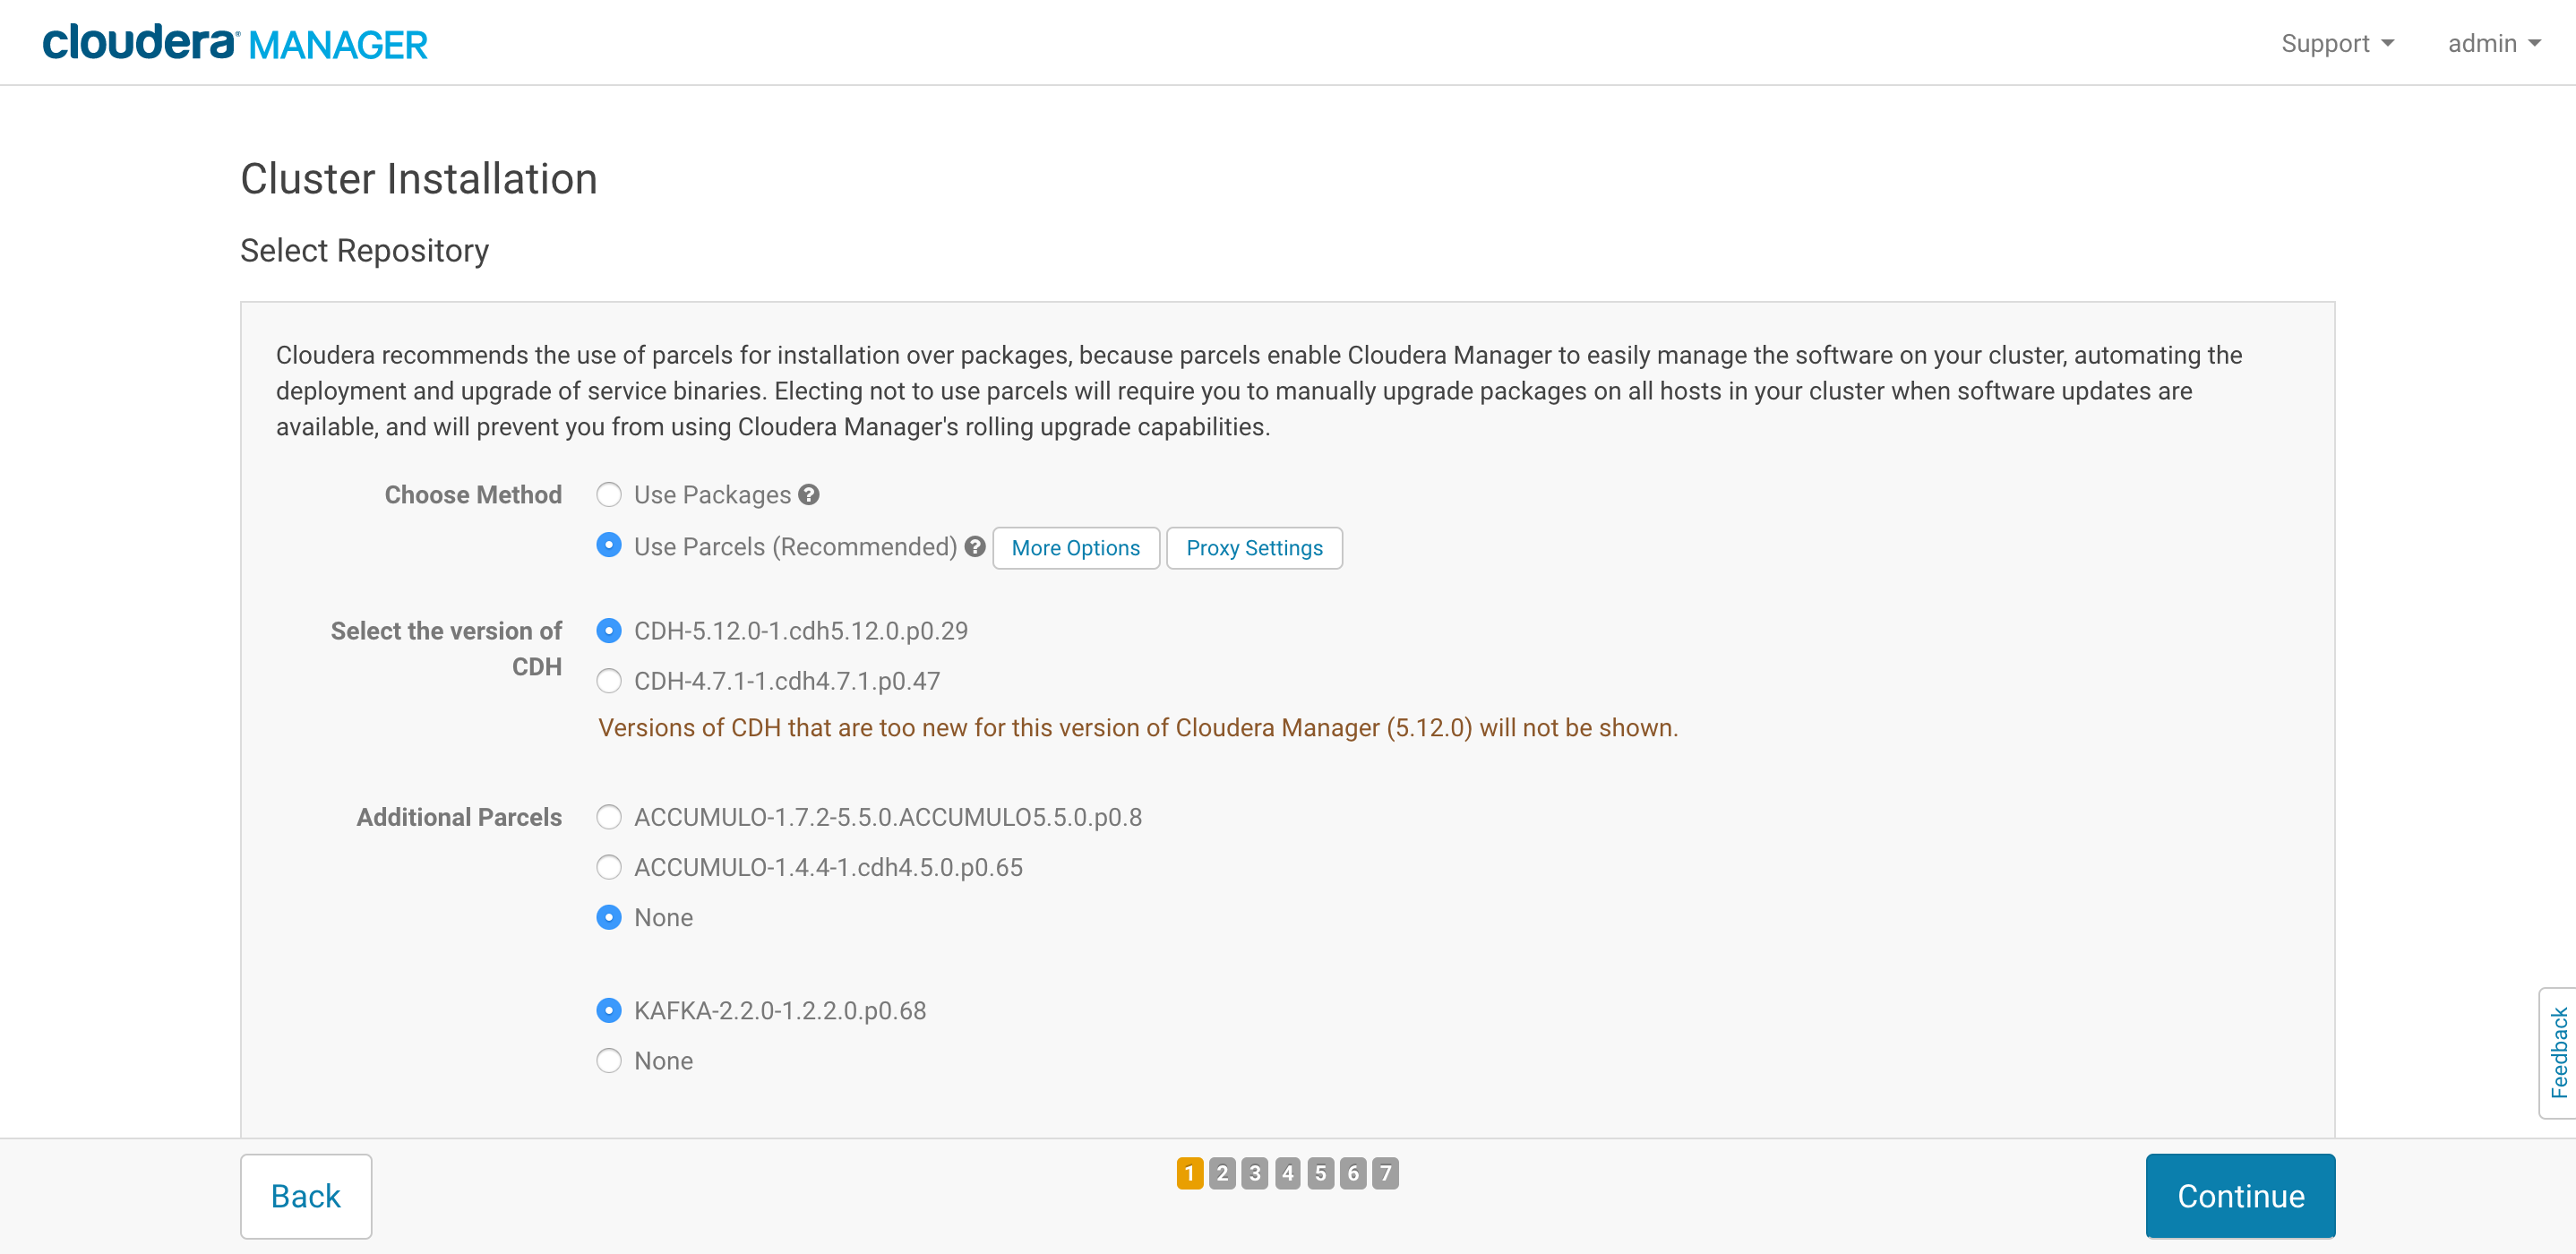 cloudera MANAGER
Support
admin
Cluster Installation
Select Repository
Cloudera recommends the use of parcels for installation over packages, because parcels enable Cloudera Manager to easily manage the software on your cluster, automating the
deployment and upgrade of service binaries. Electing not to use parcels will require you to manually upgrade packages on all hosts in your cluster when software updates are
available, and will prevent you from using Cloudera Manager's rolling upgrade capabilities.
Choose Method
Use Packages ?
Use Parcels (Recommended) ? More Options Proxy Settings
Select the version of
CDH
CDH-5.12.0-1.cdh5.12.0.p0.29
CDH-4.7.1-1.cdh4.7.1.p0.47
Versions of CDH that are too new for this version of Cloudera Manager (5.12.0) will not be shown.
Additional Parcels
ACCUMULO-1.7.2-5.5.0.ACCUMULO5.5.0.p0.8
ACCUMULO-1.4.4-1.cdh4.5.0.p0.65
None
KAFKA-2.2.0-1.2.2.0.p0.68
None
Feedback
Back
1 2 3 4 5 6 7
Continue